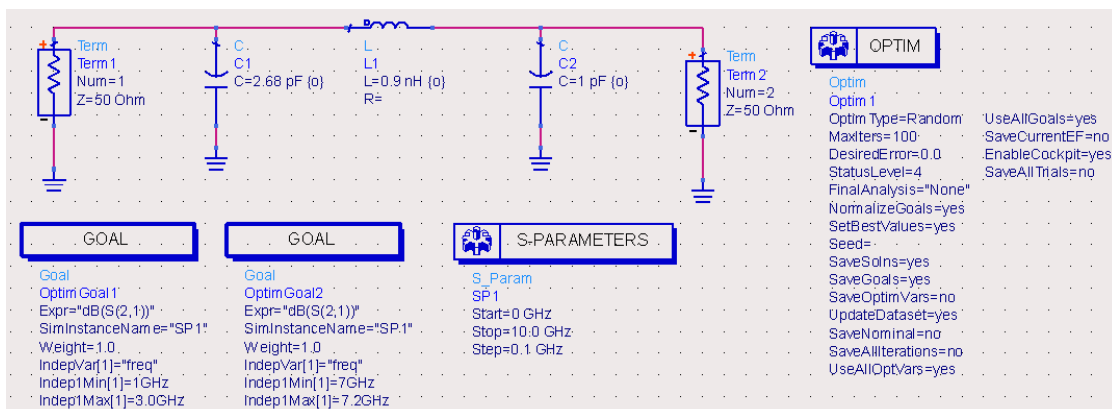 Term
Term1
Num=1
Z=50 Ohm
C
C1
C=2.68 pF {o}
L
L1
L=0.9 nH {o}
R=
C
C2
C=1 pF {o}
Term
Term2
Num=2
Z=50 Ohm
OPTIM
Optim
Optim1
OptimType=Random
MaxIters=100
DesiredError=0.0
StatusLevel=4
FinalAnalysis="None"
NormalizeGoals=yes
SetBestValues=yes
Seed=
SaveSolns=yes
SaveGoals=yes
SaveOptimVars=no
UpdateDataset=yes
SaveNominal=no
SaveAllIterations=no
UseAllOptVars=yes
UseAllGoals=yes
SaveCurrentEF=no
EnableCockpit=yes
SaveAllTrials=no
GOAL
Goal
OptimGoal1
Expr="dB(S(2,1))"
SimInstanceName="SP1"
Weight=1.0
IndepVar[1]="freq"
Indep1Min[1]=1GHz
Indep1Max[1]=3.0GHz
GOAL
Goal
OptimGoal2
Expr="dB(S(2,1))"
SimInstanceName="SP1"
Weight=1.0
IndepVar[1]="freq"
Indep1Min[1]=7GHz
Indep1Max[1]=7.2GHz
S-PARAMETERS
S_Param
SP1
Start=0 GHz
Stop=10.0 GHz
Step=0.1 GHz